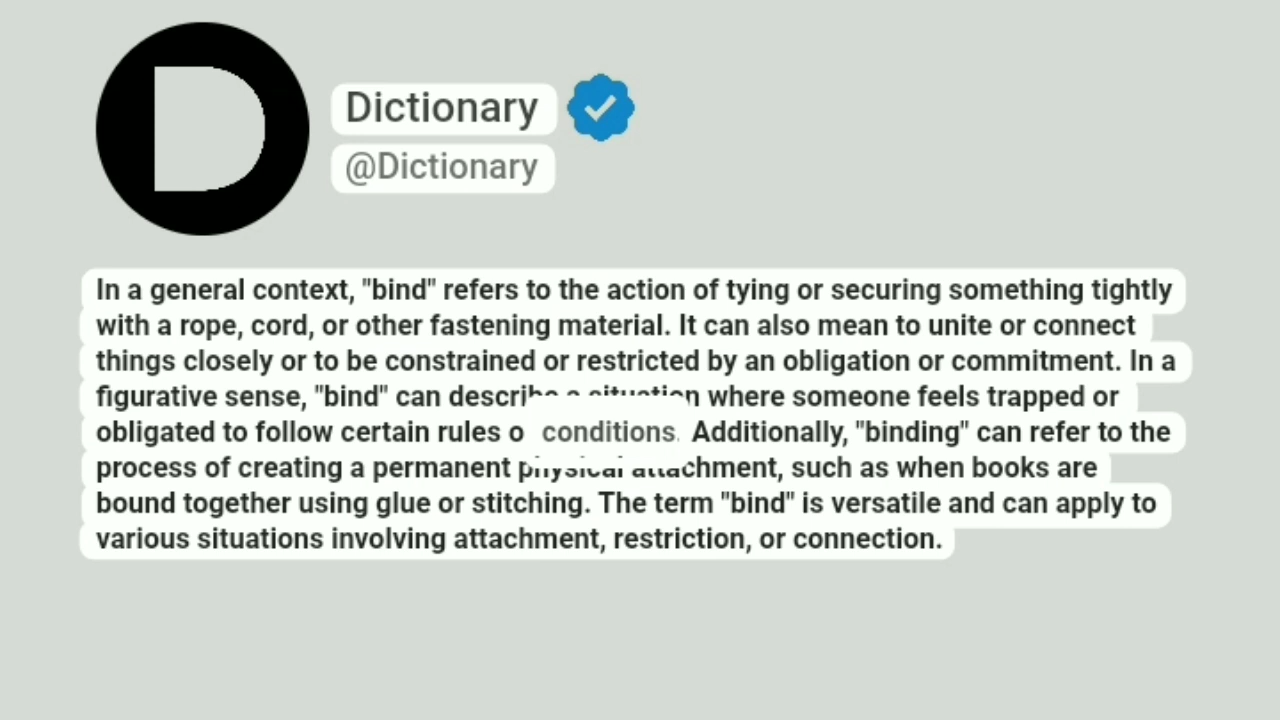 D
Dictionary
@Dictionary
In a general context, "bind" refers to the action of tying or securing something tightly
with a rope, cord, or other fastening material. It can also mean to unite or connect
things closely or to be constrained or restricted by an obligation or commitment. In a
figurative sense, "bind" can describe a situation where someone feels trapped or
obligated to follow certain rules o conditions. Additionally, "binding" can refer to the
process of creating a permanent physical attachment, such as when books are
bound together using glue or stitching. The term "bind" is versatile and can apply to
various situations involving attachment, restriction, or connection.